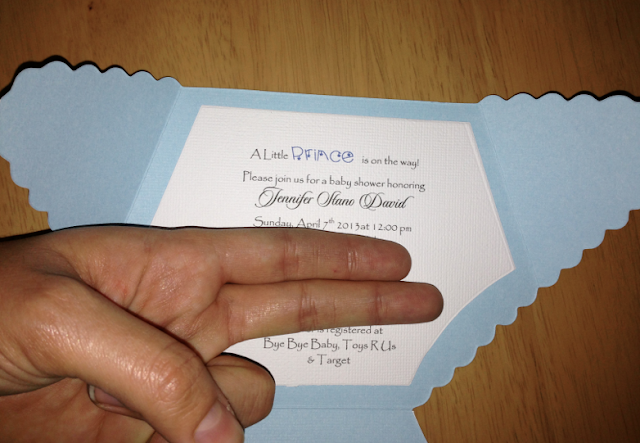 A Little Prince is on the way!
Please join us for a baby shower honoring
Jennifer Stano David
Sunday, April 7th 2013 at 12:00 pm
is registered at
Bye Bye Baby, Toys R Us
& Target